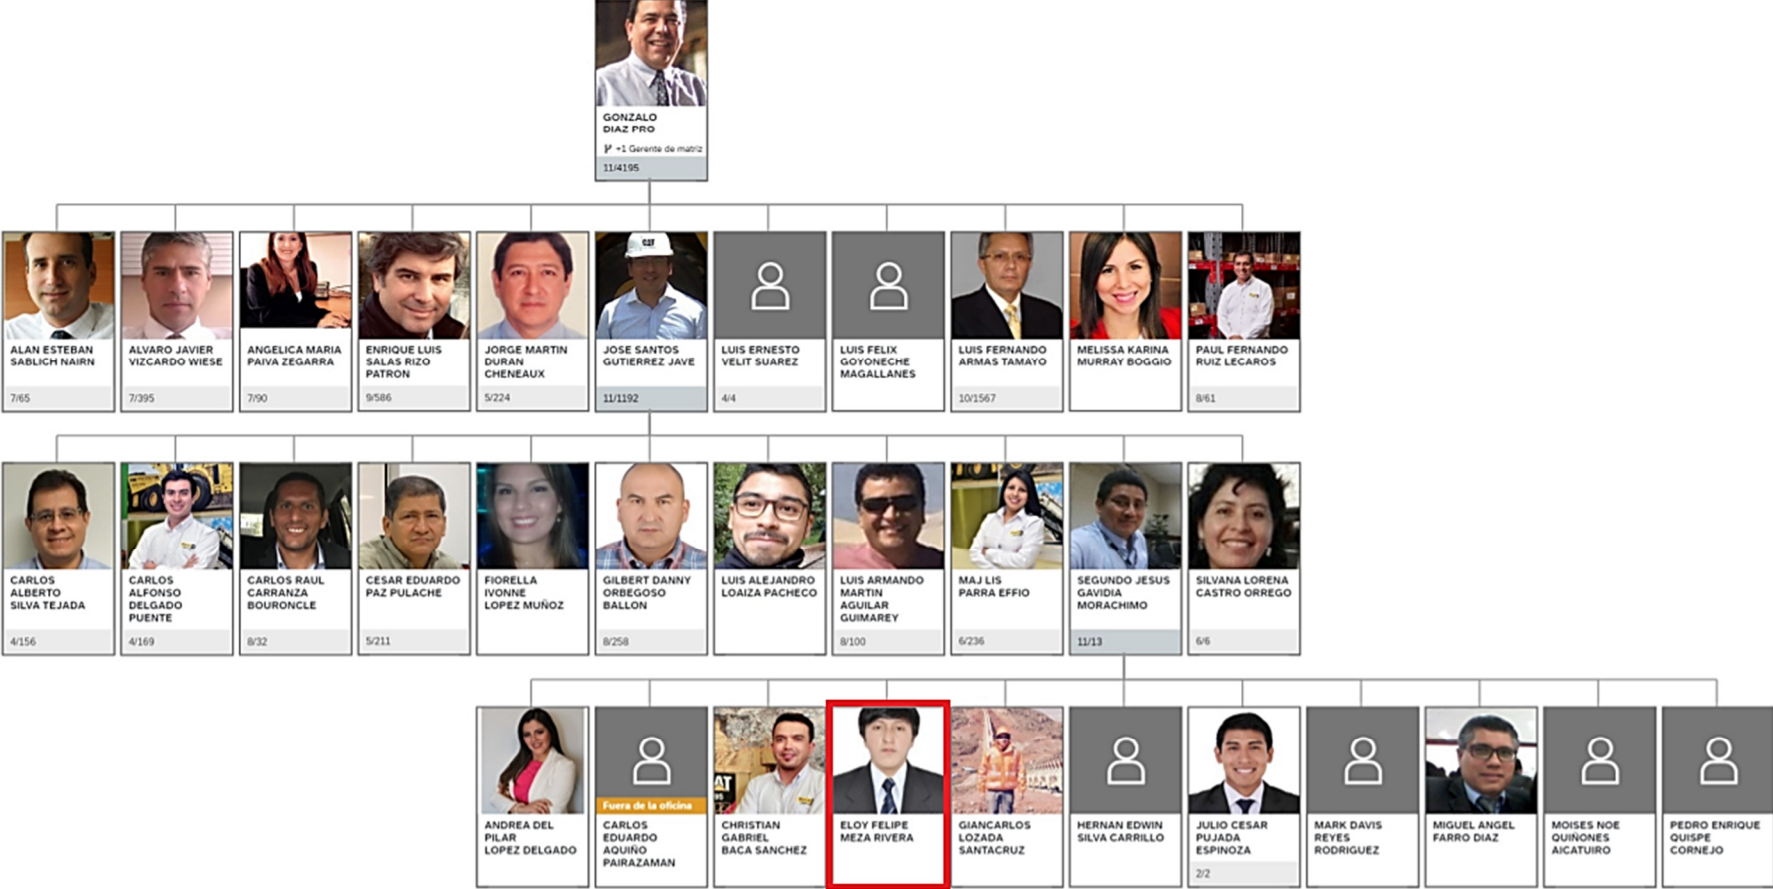 GONZALO
DIAZ PRO
+1 Gerente de matriz
11/4195
CAT
ALAN ESTEBAN
SABLICH NAIRN
7/65
ALVARO JAVIER
VIZCARDO WIESE
7/395
ANGELICA MARIA
PAIVA ZEGARRA
7/90
ENRIQUE LUIS
SALAS RIZO
PATRON
9/586
JORGE MARTIN
DURAN
CHENEAUX
5/224
JOSE SANTOS
GUTIERREZ JAVE
11/1192
LUIS ERNESTO
VELIT SUAREZ
4/4
LUIS FELIX
GOYONECHE
MAGALLANES
LUIS FERNANDO
ARMAS TAMAYO
10/1567
MELISSA KARINA
MURRAY BOGGIO
PAUL FERNANDO
RUIZ LECAROS
8/61
CARLOS
ALBERTO
SILVA TEJADA
4/156
CARLOS
ALFONSO
DELGADO
PUENTE
4/169
CARLOS RAUL
CARRANZA
BOURONCLE
8/32
CESAR EDUARDO
PAZ PULACHE
5/211
FIORELLA
IVONNE
LOPEZ MUÑOZ
GILBERT DANNY
ORBEGOSO
BALLON
8/258
LUIS ALEJANDRO
LOAIZA PACHECO
LUIS ARMANDO
MARTIN
AGUILAR
GUIMAREY
8/100
MAJ LIS
PARRA EFFIO
6/236
SEGUNDO JESUS
GAVIDIA
MORACHIMO
11/13
SILVANA LORENA
CASTRO ORREGO
6/6
ANDREA DEL
PILAR
LOPEZ DELGADO
Fuera de la oficina
CARLOS
EDUARDO
AQUIÑO
PAIRAZAMAN
AT
CHRISTIAN
GABRIEL
BACA SANCHEZ
ELOY FELIPE
MEZA RIVERA
GIANCARLOS
LOZADA
SANTACRUZ
HERNAN EDWIN
SILVA CARRILLO
JULIO CESAR
PUJADA
ESPINOZA
2/2
MARK DAVIS
REYES
RODRIGUEZ
MIGUEL ANGEL
FARRO DIAZ
MOISES NOE
QUIÑONES
AICATUIRO
PEDRO ENRIQUE
QUISPE
CORNEJO